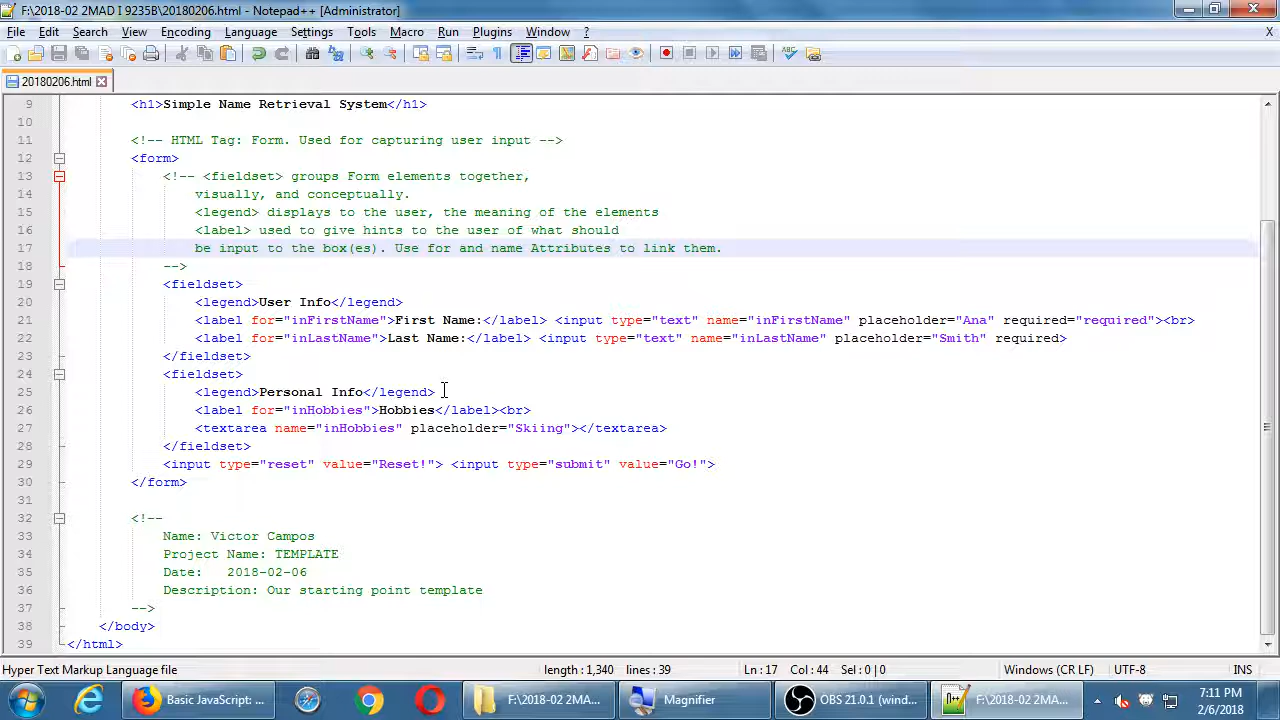 F:\2018-02 2MAD I 9235B\20180206.html - Notepad++ [Administrator]
File Edit Search View Encoding Language Settings Tools Macro Run Plugins Window ? X
20180206.html
9 <h1>Simple Name Retrieval System</h1>
10
11 <!-- HTML Tag: Form. Used for capturing user input -->
12 <form>
13 <!-- <fieldset> groups Form elements together,
14 visually, and conceptually.
15 <legend> displays to the user, the meaning of the elements
16 <label> used to give hints to the user of what should
17 be input to the box(es). Use for and name Attributes to link them.
18 -->
19 <fieldset>
20 <legend>User Info</legend>
21 <label for="inFirstName">First Name:</label> <input type="text" name="inFirstName" placeholder="Ana" required="required"><br>
22 <label for="inLastName">Last Name:</label> <input type="text" name="inLastName" placeholder="Smith" required>
23 </fieldset>
24 <fieldset>
25 <legend>Personal Info</legend>
26 <label for="inHobbies">Hobbies</label><br>
27 <textarea name="inHobbies" placeholder="Skiing"></textarea>
28 </fieldset>
29 <input type="reset" value="Reset!"> <input type="submit" value="Go!">
30 </form>
31
32 <!--
33 Name: Victor Campos
34 Project Name: TEMPLATE
35 Date: 2018-02-06
36 Description: Our starting point template
37 -->
38 </body>
39 </html>
Hyper Text Markup Language file length : 1,340 lines : 39 Ln : 17 Col : 44 Sel : 0 | 0 Windows (CR LF) UTF-8 INS
Basic JavaScript: ... F:\2018-02 2MAD... Magnifier OBS 21.0.1 (wind... F:\2018-02 2MA... 7:11 PM
2/6/2018